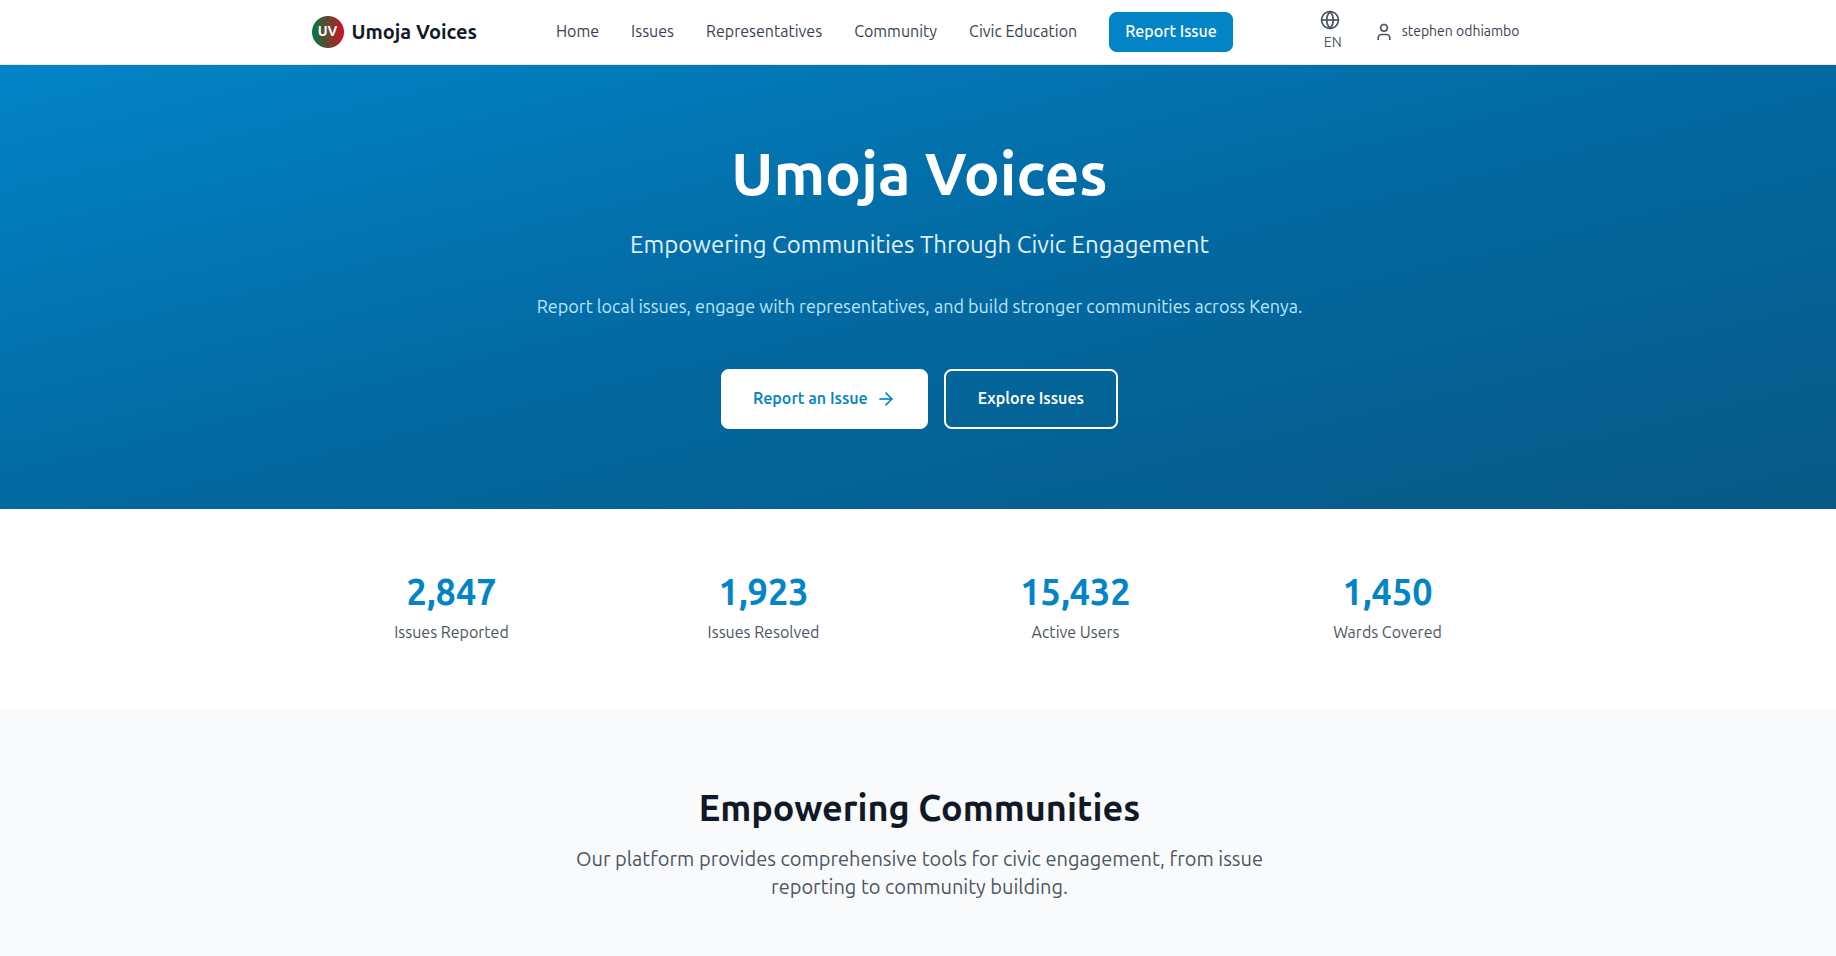 UV Umoja Voices Home Issues Representatives Community Civic Education Report Issue EN stephen odhiambo
Umoja Voices
Empowering Communities Through Civic Engagement
Report local issues, engage with representatives, and build stronger communities across Kenya.
Report an Issue → Explore Issues
2,847 1,923 15,432 1,450
Issues Reported Issues Resolved Active Users Wards Covered
Empowering Communities
Our platform provides comprehensive tools for civic engagement, from issue
reporting to community building.